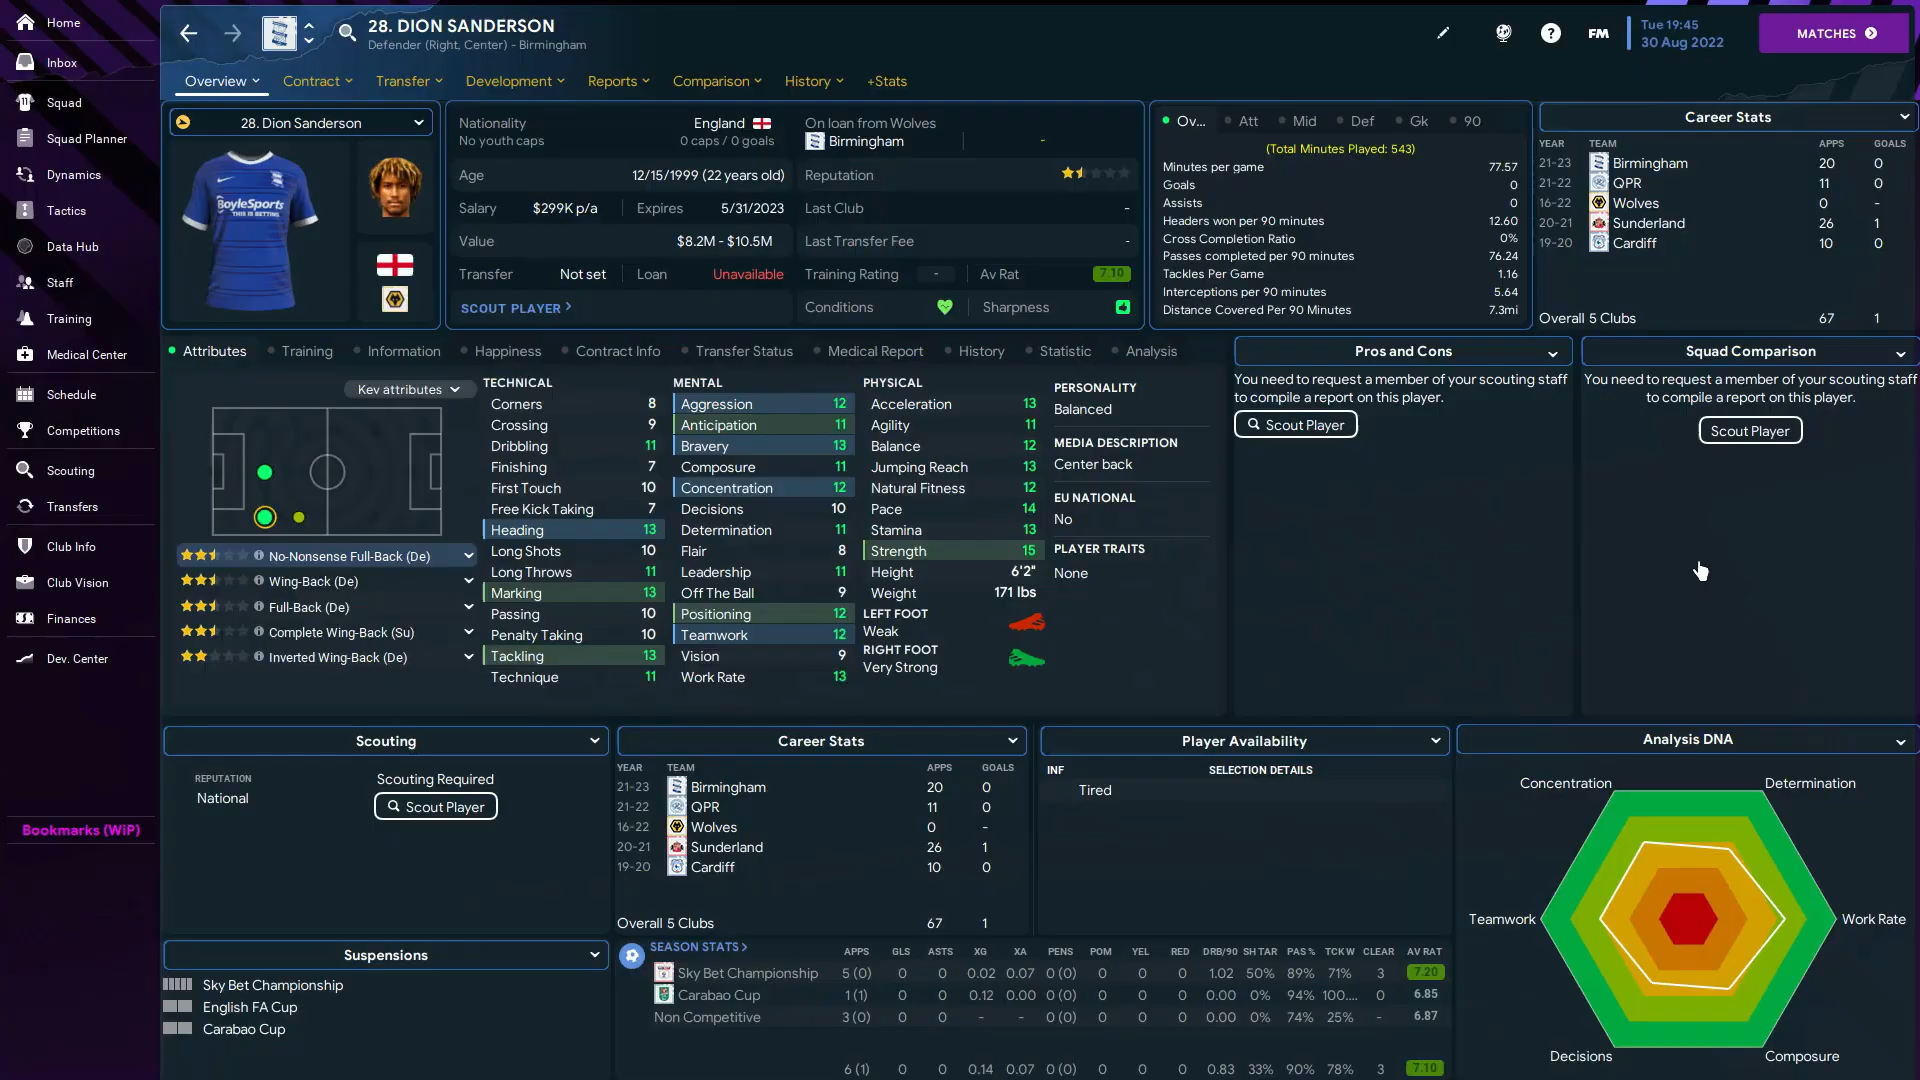 Home
Inbox
Squad
Squad Planner
Dynamics
Tactics
Data Hub
Staff
Training
Medical Center
Schedule
Competitions
Scouting
Transfers
Club Info
Club Vision
Finances
Dev. Center
Bookmarks (WiP)
28. DION SANDERSON
Defender (Right, Center) - Birmingham
FM
Tue 19:45
30 Aug 2022
MATCHES
Overview Contract Transfer Development Reports Comparison History +Stats
28. Dion Sanderson
BoyleSports
THIS IS BETTING.
Nationality England
No youth caps 0 caps / 0 goals
Age 12/15/1999 (22 years old)
Salary $299K p/a Expires 5/31/2023
Value $8.2M - $10.5M
Transfer Not set Loan Unavailable
SCOUT PLAYER >
On loan from Wolves
Birmingham -
Reputation
Last Club -
Last Transfer Fee -
Training Rating - Av Rat 7.10
Conditions Sharpness
Ov... Att Mid Def Gk 90
(Total Minutes Played: 543)
Minutes per game 77.57
Goals 0
Assists 0
Headers won per 90 minutes 12.60
Cross Completion Ratio 0%
Passes completed per 90 minutes 76.24
Tackles Per Game 1.16
Interceptions per 90 minutes 5.64
Distance Covered Per 90 Minutes 7.3mi
Career Stats
YEAR TEAM APPS GOALS
21-23 Birmingham 20 0
21-22 QPR 11 0
16-22 Wolves 0 -
20-21 Sunderland 26 1
19-20 Cardiff 10 0
Overall 5 Clubs 67 1
Attributes Training Information Happiness Contract Info Transfer Status Medical Report History Statistic Analysis
Key attributes
No-Nonsense Full-Back (De)
Wing-Back (De)
Full-Back (De)
Complete Wing-Back (Su)
Inverted Wing-Back (De)
TECHNICAL
Corners 8
Crossing 9
Dribbling 11
Finishing 7
First Touch 10
Free Kick Taking 7
Heading 13
Long Shots 10
Long Throws 11
Marking 13
Passing 10
Penalty Taking 10
Tackling 13
Technique 11
MENTAL
Aggression 12
Anticipation 11
Bravery 13
Composure 11
Concentration 12
Decisions 10
Determination 11
Flair 8
Leadership 11
Off The Ball 9
Positioning 12
Teamwork 12
Vision 9
Work Rate 13
PHYSICAL
Acceleration 13
Agility 11
Balance 12
Jumping Reach 13
Natural Fitness 12
Pace 14
Stamina 13
Strength 15
Height 6'2"
Weight 171 lbs
LEFT FOOT
Weak
RIGHT FOOT
Very Strong
PERSONALITY
Balanced
MEDIA DESCRIPTION
Center back
EU NATIONAL
No
PLAYER TRAITS
None
Pros and Cons
You need to request a member of your scouting staff
to compile a report on this player.
Scout Player
Squad Comparison
You need to request a member of your scouting staff
to compile a report on this player.
Scout Player
Scouting
REPUTATION
National
Scouting Required
Scout Player
Career Stats
YEAR TEAM APPS GOALS
21-23 Birmingham 20 0
21-22 QPR 11 0
16-22 Wolves 0 -
20-21 Sunderland 26 1
19-20 Cardiff 10 0
Overall 5 Clubs 67 1
Player Availability
INF SELECTION DETAILS
Tired
Analysis DNA
Concentration Determination
Teamwork Work Rate
Decisions Composure
Suspensions
Sky Bet Championship
English FA Cup
Carabao Cup
SEASON STATS > APPS GLS ASTS XG XA PENS POM YEL RED DRB/90 SH TAR PAS % TCK W CLEAR AV RAT
Sky Bet Championship 5 (0) 0 0 0.02 0.07 0 (0) 0 0 0 1.02 50% 89% 71% 3 7.20
Carabao Cup 1 (1) 0 0 0.12 0.00 0 (0) 0 0 0 0.00 0% 94% 100.... 0 6.85
Non Competitive 3 (0) 0 0 - - 0 (0) 0 0 0 0.00 0% 74% 25% - 6.87
6 (1) 0 0 0.14 0.07 0 (0) 0 0 0 0.83 33% 90% 78% 3 7.10